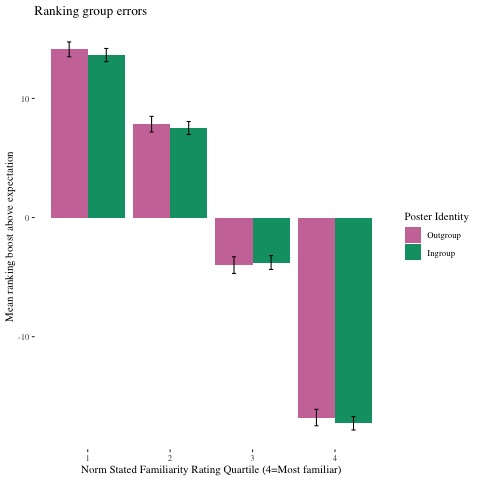 Ranking group errors
Mean ranking boost above expectation
10
0
-10
1 2 3 4
Norm Stated Familiarity Rating Quartile (4=Most familiar)
Poster Identity
Outgroup
Ingroup